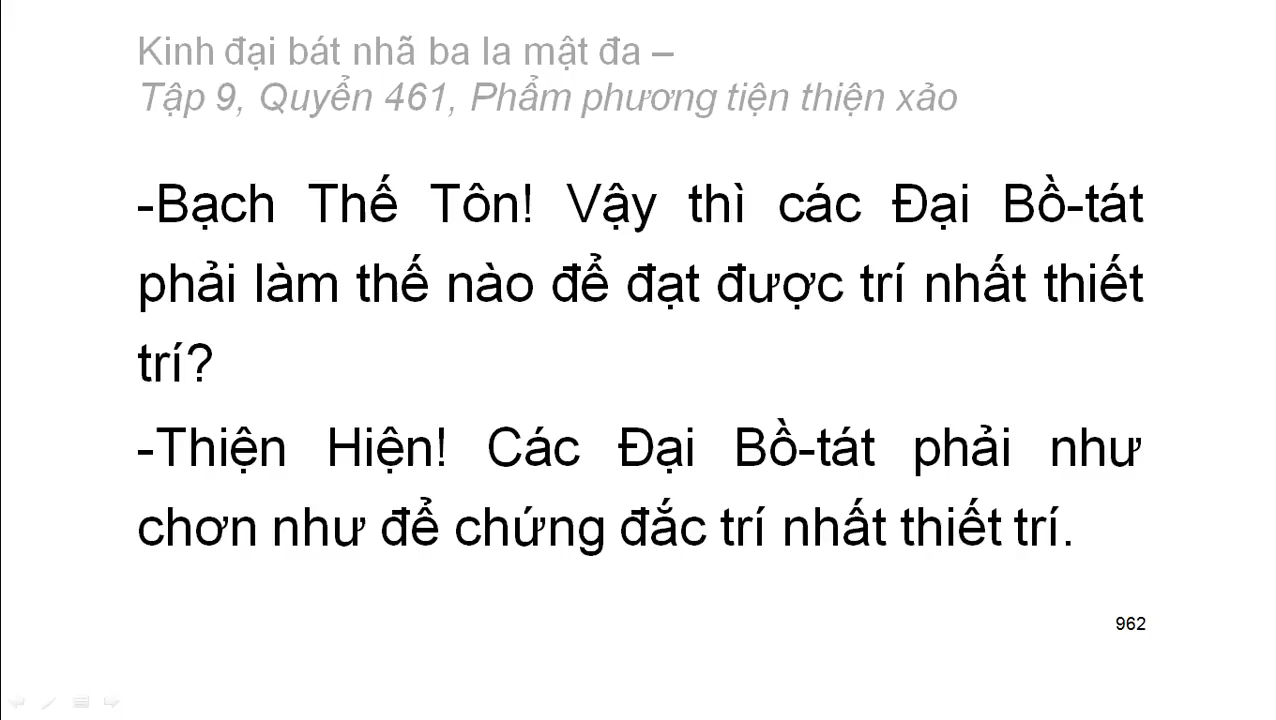 Kinh đại bát nhã ba la mật đa –
Tập 9, Quyển 461, Phẩm phương tiện thiện xảo
-Bạch Thế Tôn! Vậy thì các Đại Bồ-tát
phải làm thế nào để đạt được trí nhất thiết
trí?
-Thiện Hiện! Các Đại Bồ-tát phải như
chơn như để chứng đắc trí nhất thiết trí.
962